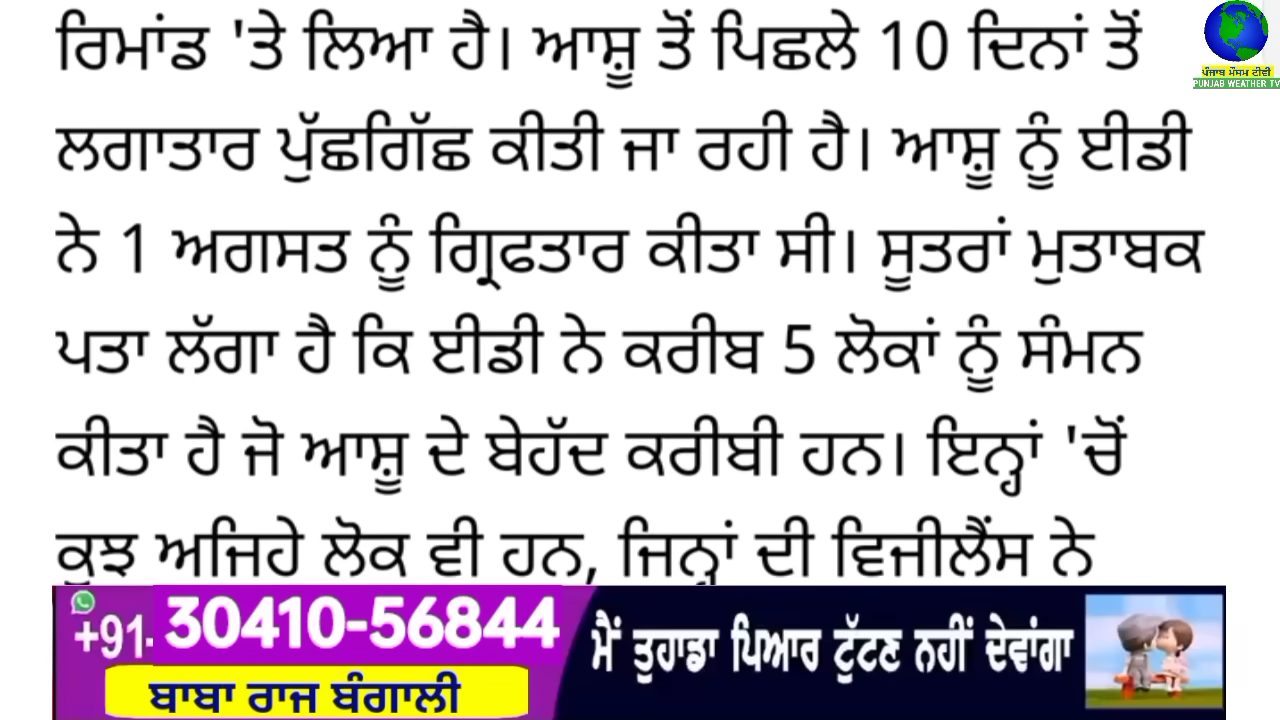 ਰਿਮਾਂਡ 'ਤੇ ਲਿਆ ਹੈ। ਆਸ਼ੂ ਤੋਂ ਪਿਛਲੇ 10 ਦਿਨਾਂ ਤੋਂ
ਲਗਾਤਾਰ ਪੁੱਛਗਿੱਛ ਕੀਤੀ ਜਾ ਰਹੀ ਹੈ। ਆਸ਼ੂ ਨੂੰ ਈਡੀ
ਨੇ 1 ਅਗਸਤ ਨੂੰ ਗ੍ਰਿਫਤਾਰ ਕੀਤਾ ਸੀ। ਸੂਤਰਾਂ ਮੁਤਾਬਕ
ਪਤਾ ਲੱਗਾ ਹੈ ਕਿ ਈਡੀ ਨੇ ਕਰੀਬ 5 ਲੋਕਾਂ ਨੂੰ ਸੰਮਨ
ਕੀਤਾ ਹੈ ਜੋ ਆਸ਼ੂ ਦੇ ਬੇਹੱਦ ਕਰੀਬੀ ਹਨ। ਇਨ੍ਹਾਂ 'ਚੋਂ
ਕੁਝ ਅਜਿਹੇ ਲੋਕ ਵੀ ਹਨ, ਜਿਨ੍ਹਾਂ ਦੀ ਵਿਜੀਲੈਂਸ ਨੇ
ਪੰਜਾਬ ਮੌਸਮ ਟੀਵੀ
PUNJAB WEATHER TV
+91- 30410-56844
ਬਾਬਾ ਰਾਜ ਬੰਗਾਲੀ
ਮੈਂ ਤੁਹਾਡਾ ਪਿਆਰ ਟੁੱਟਣ ਨਹੀਂ ਦੇਵਾਂਗਾ